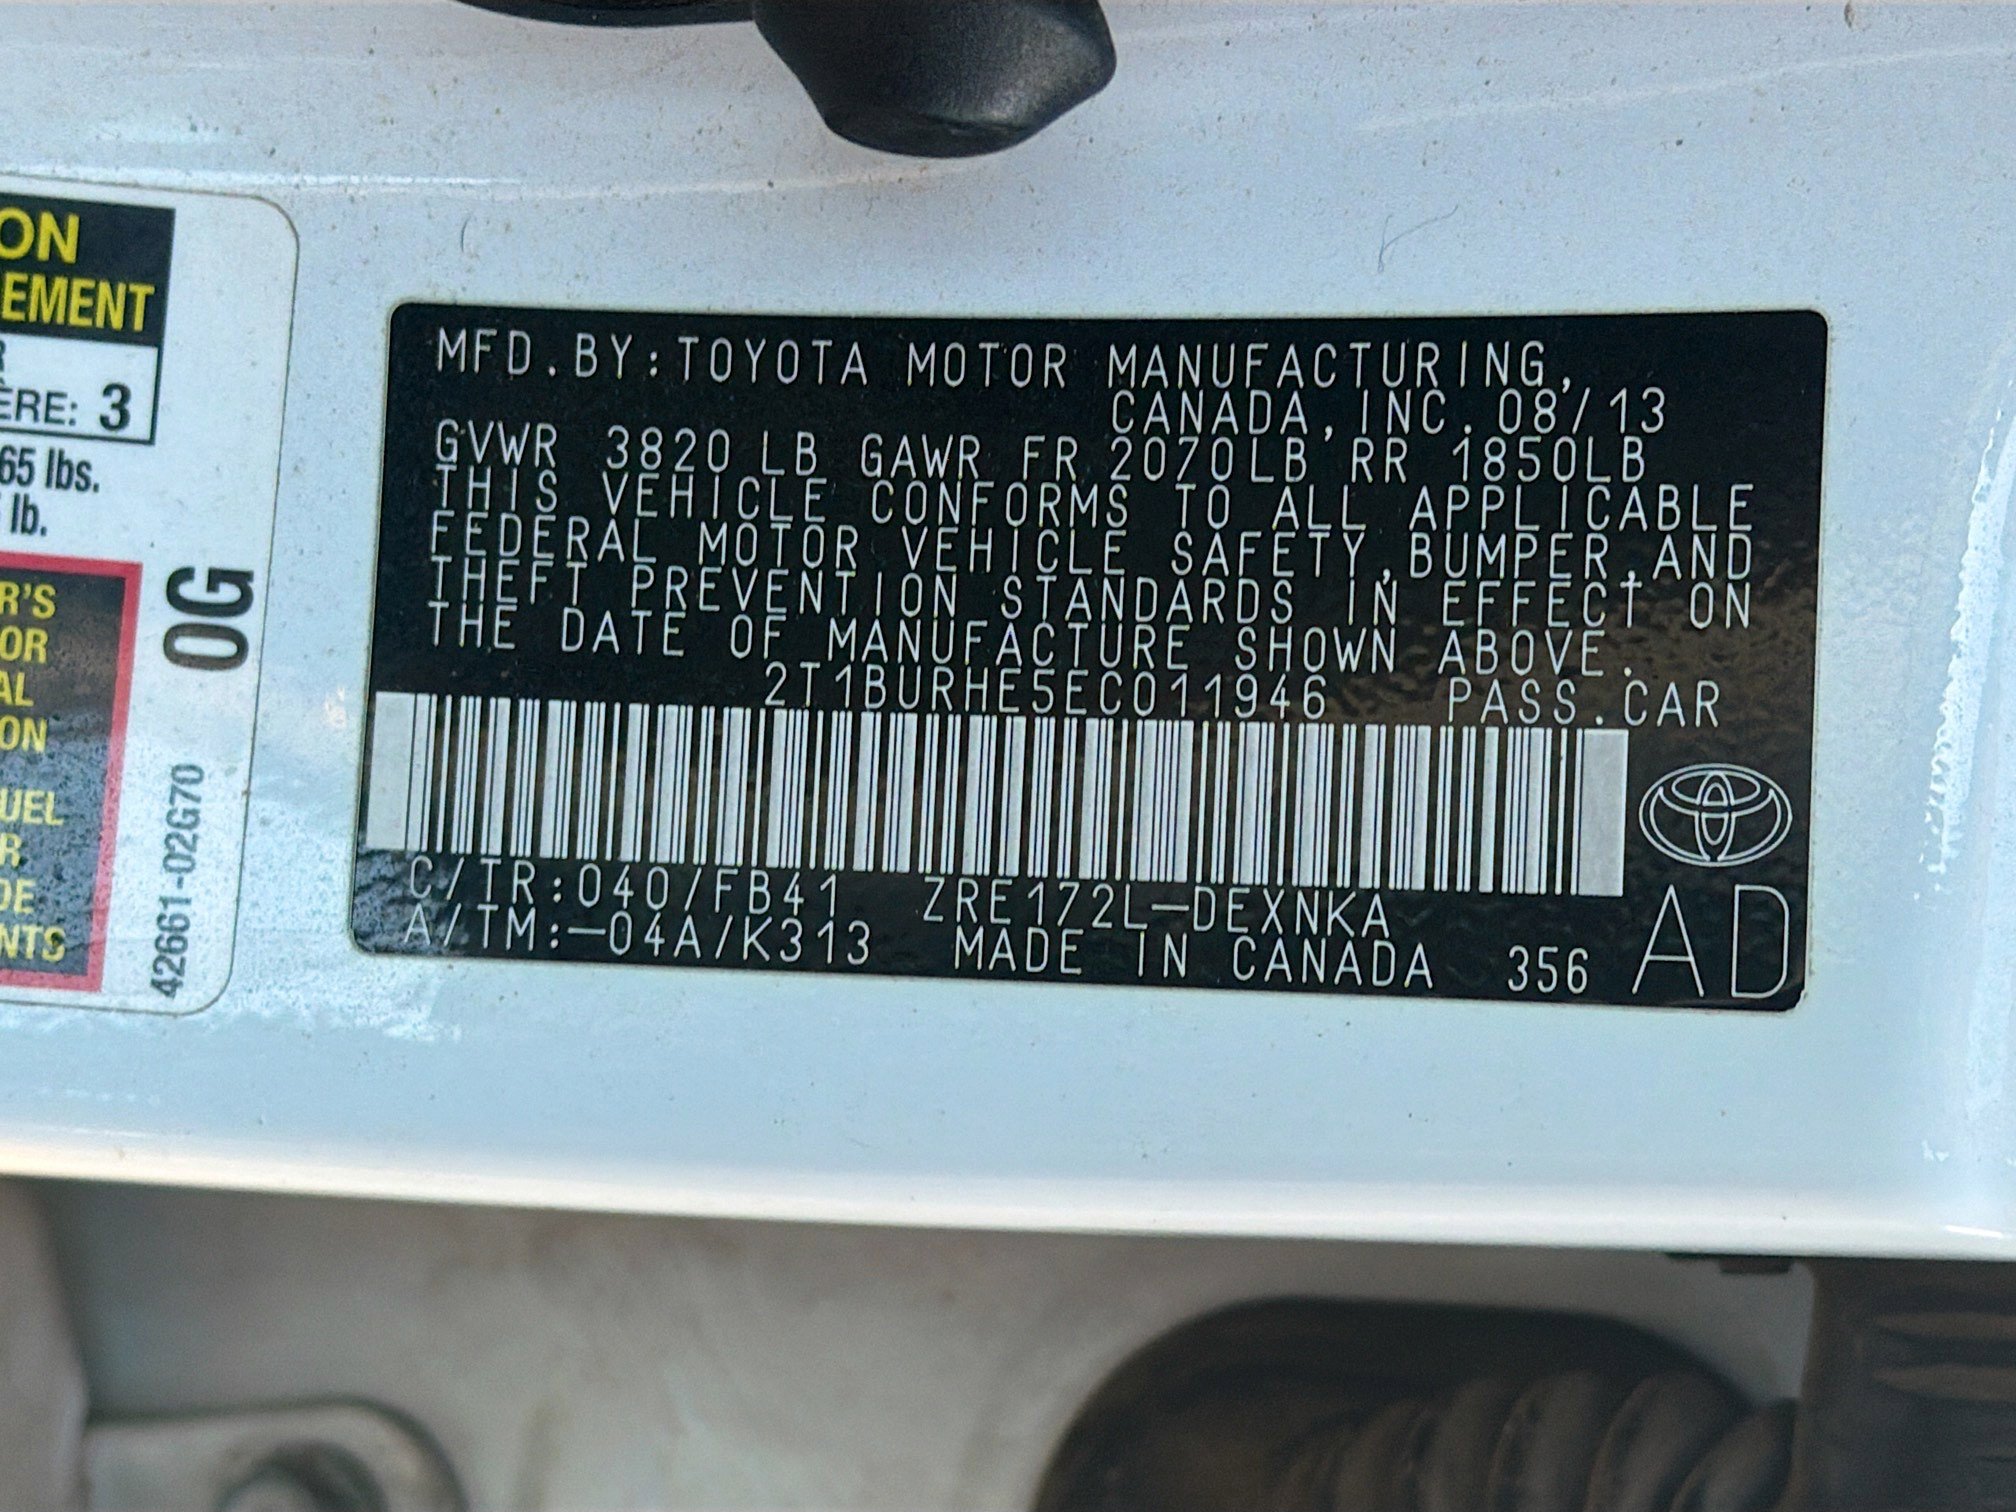 ON
EMENT
R
ERE: 3
65 lbs.
lb.
R'S
OR
AL
ON
UEL
R
DE
NTS
0G
42661-02G70
MFD.BY:TOYOTA MOTOR MANUFACTURING,
CANADA,INC.08/13
GVWR 3820 LB GAWR FR 2070LB RR 1850LB
THIS VEHICLE CONFORMS TO ALL APPLICABLE
FEDERAL MOTOR VEHICLE SAFETY,BUMPER,AND
THEFT PREVENTION STANDARDS IN EFFECT ON
THE DATE OF MANUFACTURE SHOWN ABOVE.
2T1BURHE5EC011946 PASS.CAR
C/TR:040/FB41 ZRE172L-DEXNKA
A/TM:-04A/K313 MADE IN CANADA 356
AD